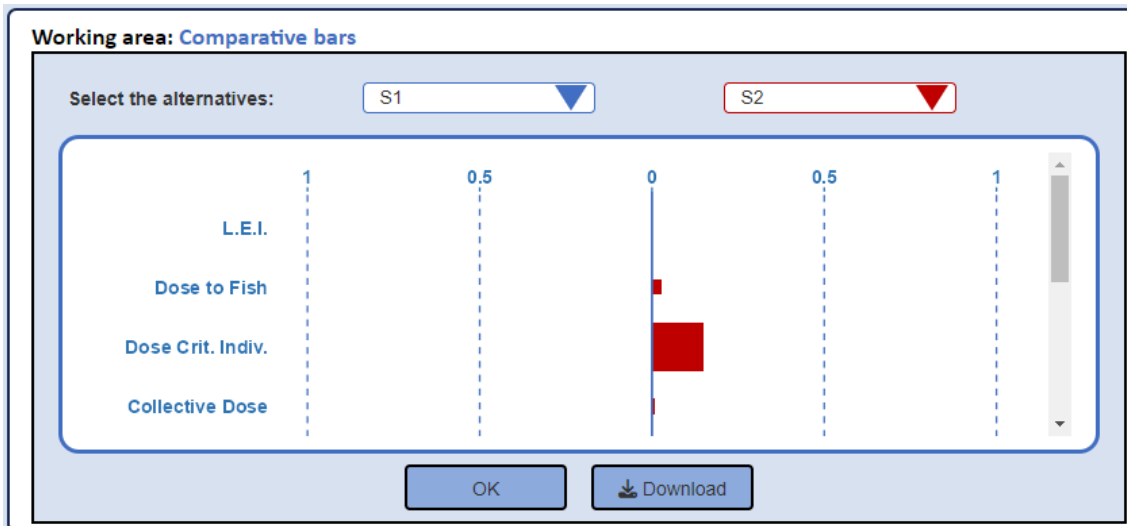 Working area: Comparative bars
Select the alternatives: S1 S2
1 0.5 0 0.5 1
L.E.I.
Dose to Fish
Dose Crit. Indiv.
Collective Dose
OK Download